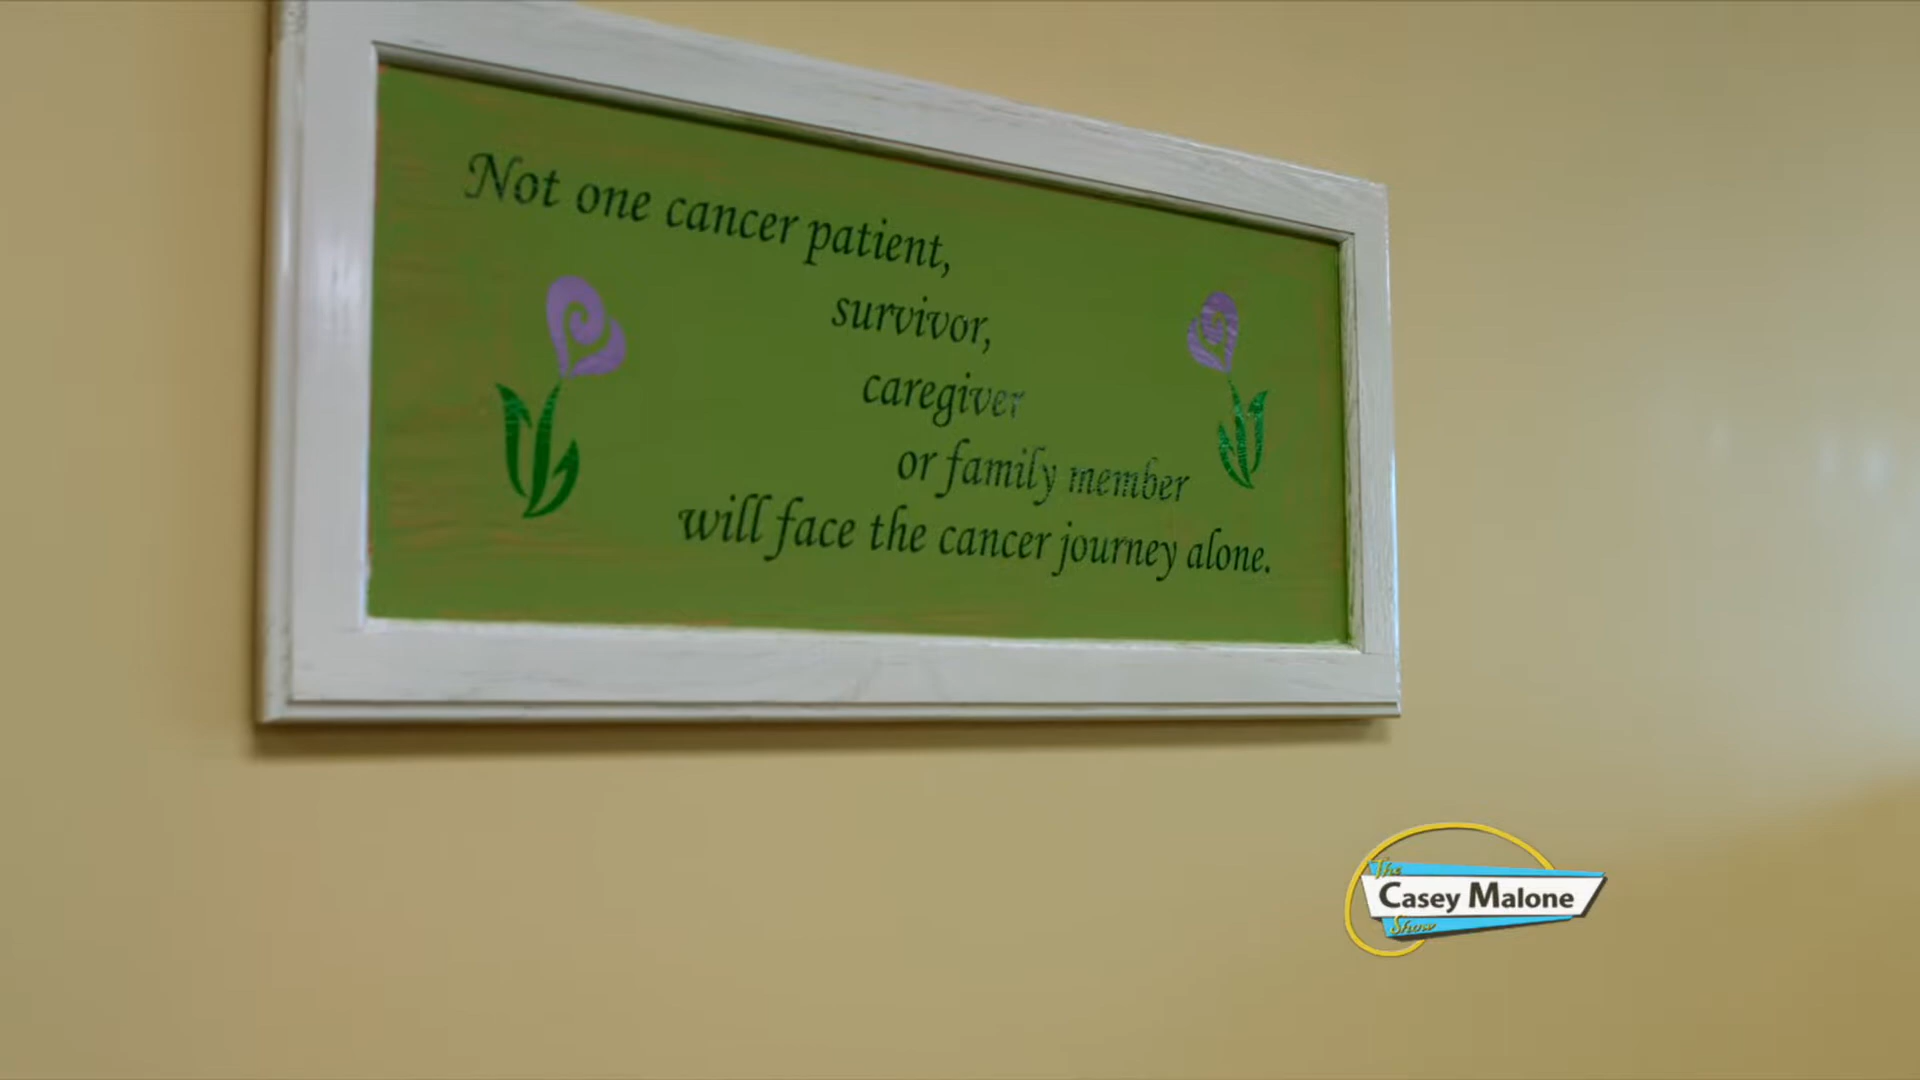 Not one cancer patient,
survivor,
caregiver
or family member
will face the cancer journey alone.
The
Casey Malone
Show